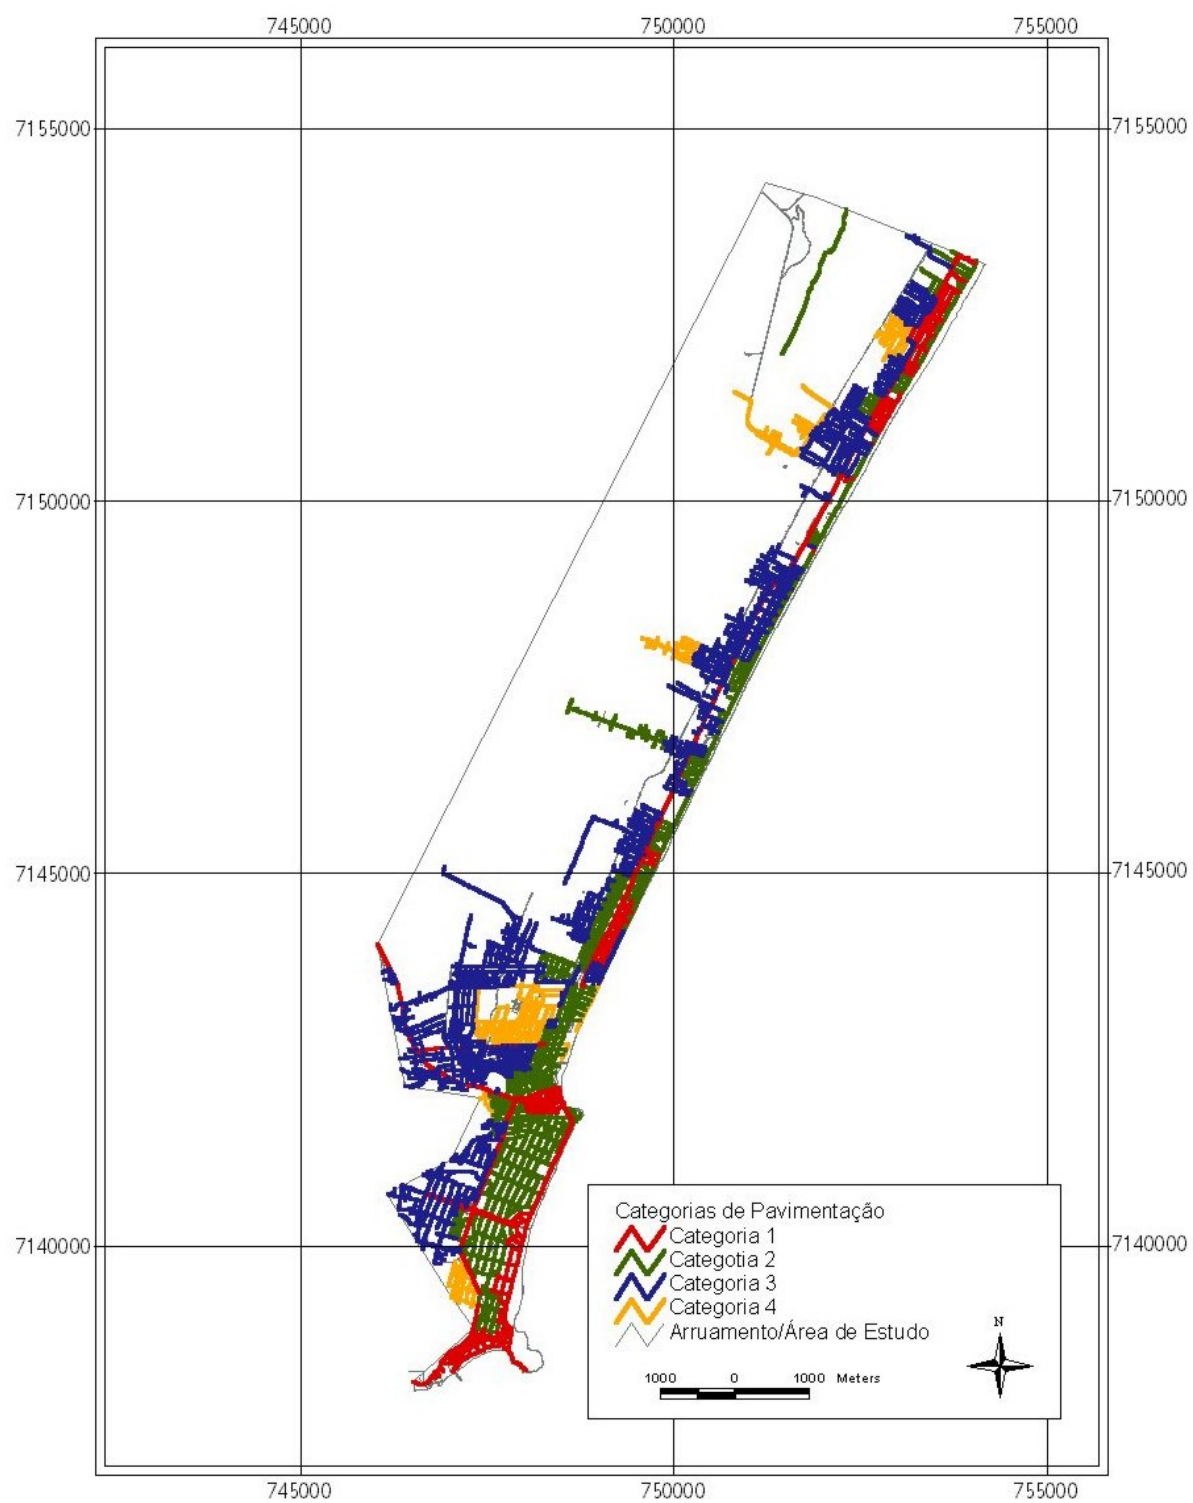 745000 750000 755000
7155000 7155000
7150000 7150000
7145000 7145000
7140000 7140000
Categorias de Pavimentação
Categoria 1
Categotia 2
Categoria 3
Categoria 4
Arruamento/Área de Estudo
N
1000 0 1000 Meters
745000 750000 755000